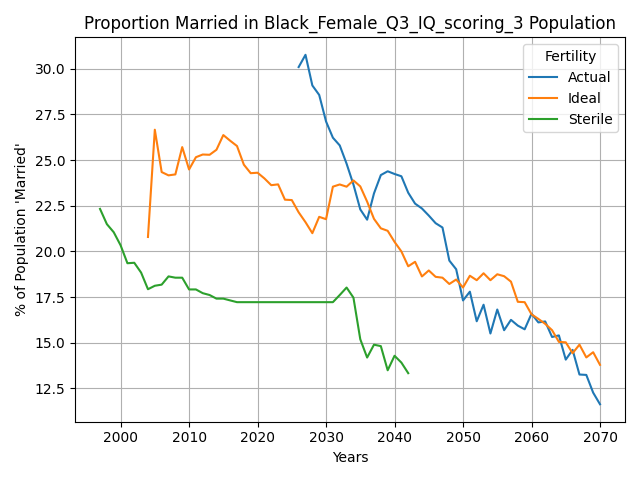 Proportion Married in Black_Female_Q3_IQ_scoring_3 Population
% of Population 'Married'
30.0
27.5
25.0
22.5
20.0
17.5
15.0
12.5
Fertility
Actual
Ideal
Sterile
2000 2010 2020 2030 2040 2050 2060 2070
Years